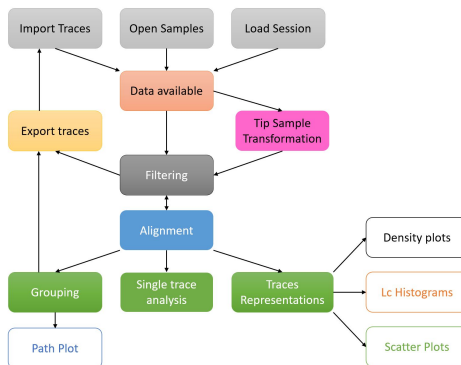 Import Traces
Open Samples
Load Session
Data available
Export traces
Tip Sample
Transformation
Filtering
Alignment
Density plots
Grouping
Single trace
analysis
Traces
Representations
Lc Histograms
Path Plot
Scatter Plots